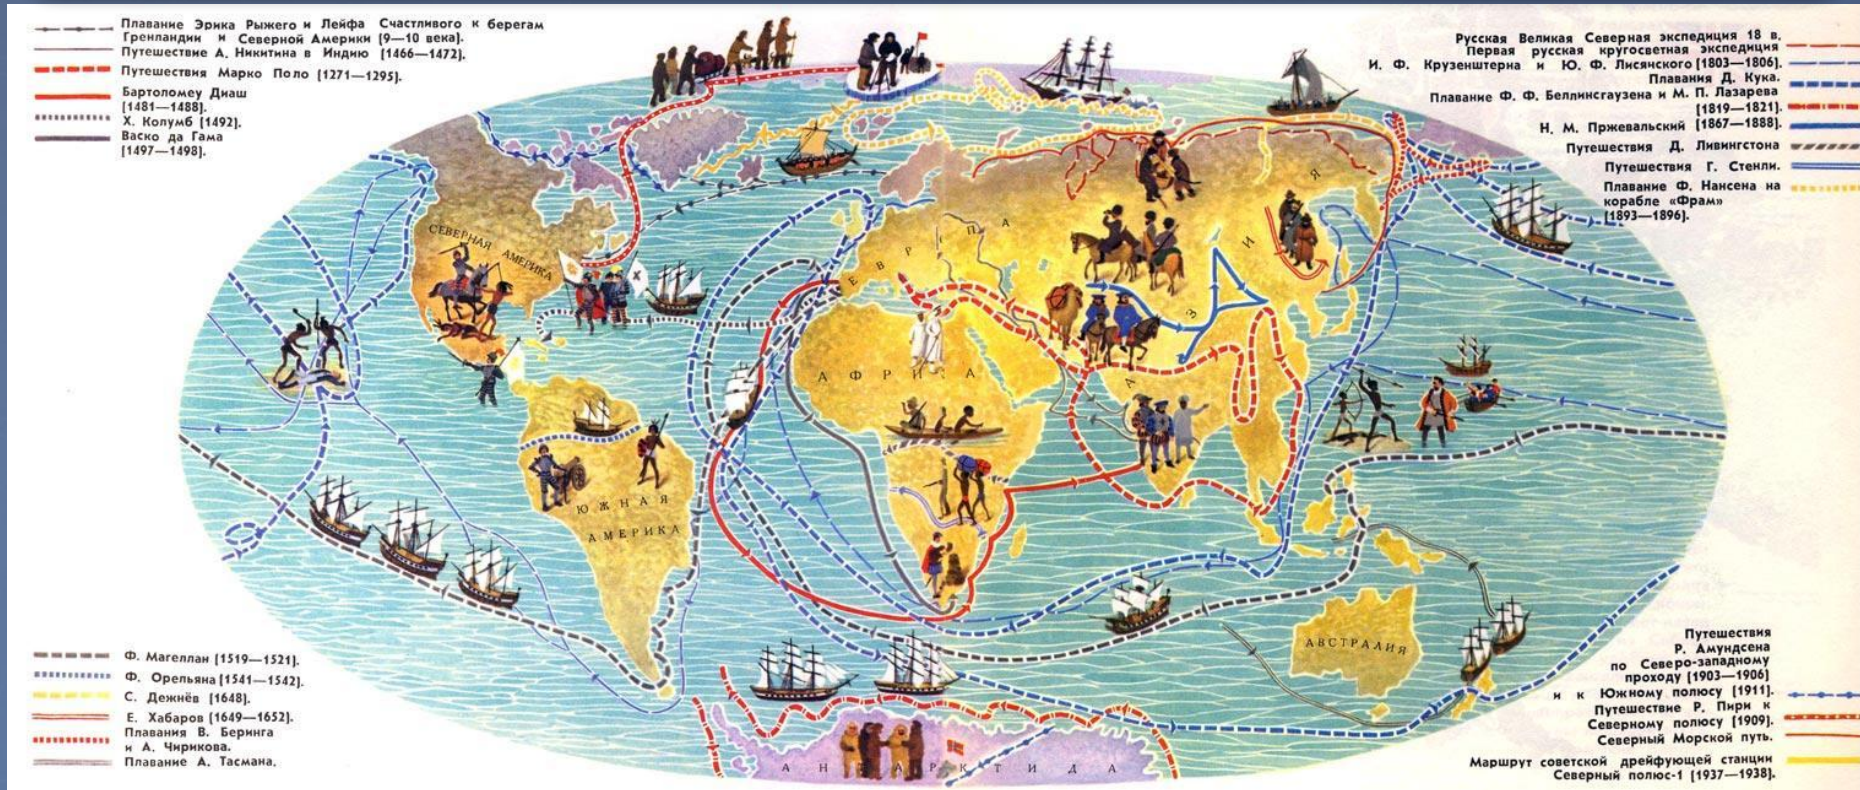 Плавание Эрика Рыжего и Лейфа Счастливого к берегам
Гренландии и Северной Америки [9—10 века].
Путешествие А. Никитина в Индию [1466—1472].
Путешествия Марко Поло [1271—1295].
Бартоломеу Диаш
[1481—1488].
Х. Колумб [1492].
Васко да Гама
[1497—1498].
Русская Великая Северная экспедиция 18 в.
Первая русская кругосветная экспедиция
И. Ф. Крузенштерна и Ю. Ф. Лисянского [1803—1806].
Плавания Д. Кука.
Плавание Ф. Ф. Беллинсгаузена и М. П. Лазарева
[1819—1821].
Н. М. Пржевальский [1867—1888].
Путешествия Д. Ливингстона
Путешествия Г. Стенли.
Плавание Ф. Нансена на
корабле «Фрам»
[1893—1896].
СЕВЕРНАЯ
АМЕРИКА
ЕВРОПА
АЗИЯ
АФРИКА
ЮЖНАЯ
АМЕРИКА
АВСТРАЛИЯ
АНТАРКТИДА
Ф. Магеллан [1519—1521].
Ф. Орельяна [1541—1542].
С. Дежнёв [1648].
Е. Хабаров [1649—1652].
Плавания В. Беринга
и А. Чирикова.
Плавание А. Тасмана.
Путешествия
Р. Амундсена
по Северо-западному
проходу [1903—1906]
и к Южному полюсу [1911].
Путешествие Р. Пири к
Северному полюсу [1909].
Северный Морской путь.
Маршрут советской дрейфующей станции
Северный полюс-1 [1937—1938].